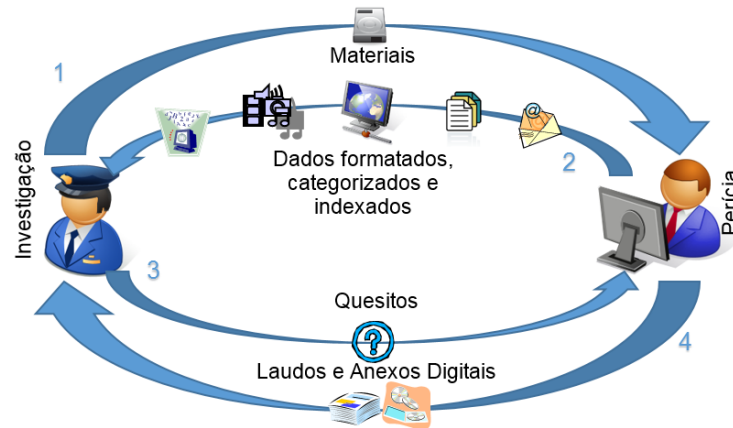 1
Materiais
Dados formatados,
categorizados e
indexados
2
Investigação
Perícia
3
Quesitos
4
Laudos e Anexos Digitais